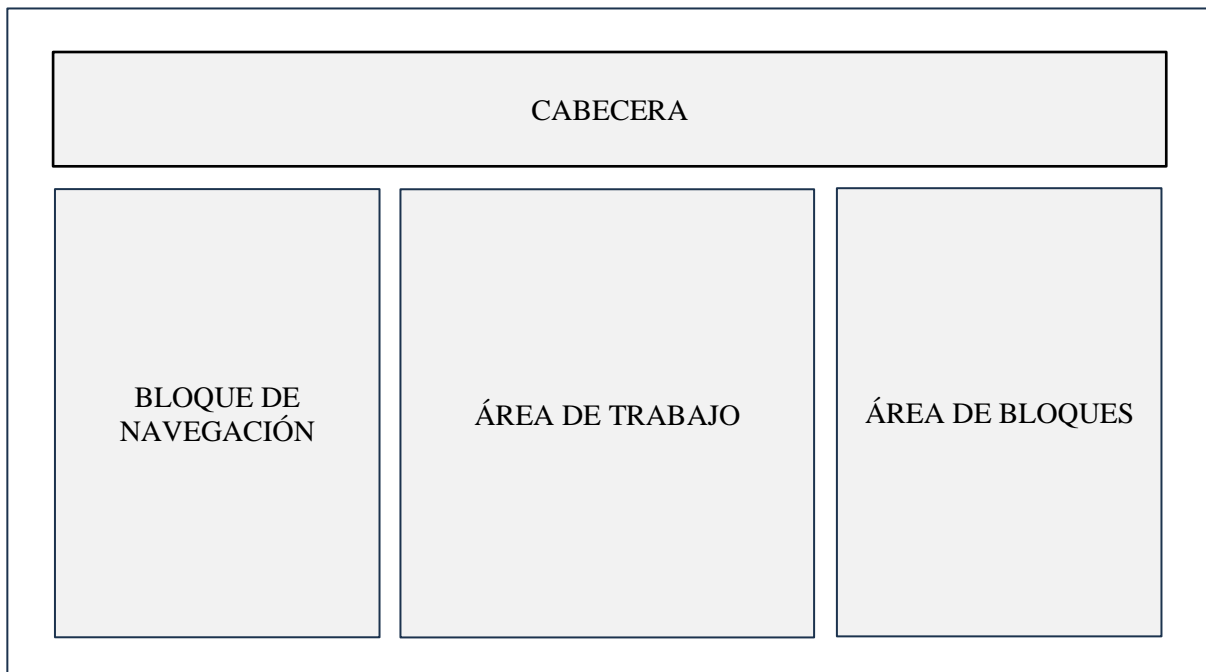 CABECERA
BLOQUE DE
NAVEGACIÓN
ÁREA DE TRABAJO
ÁREA DE BLOQUES